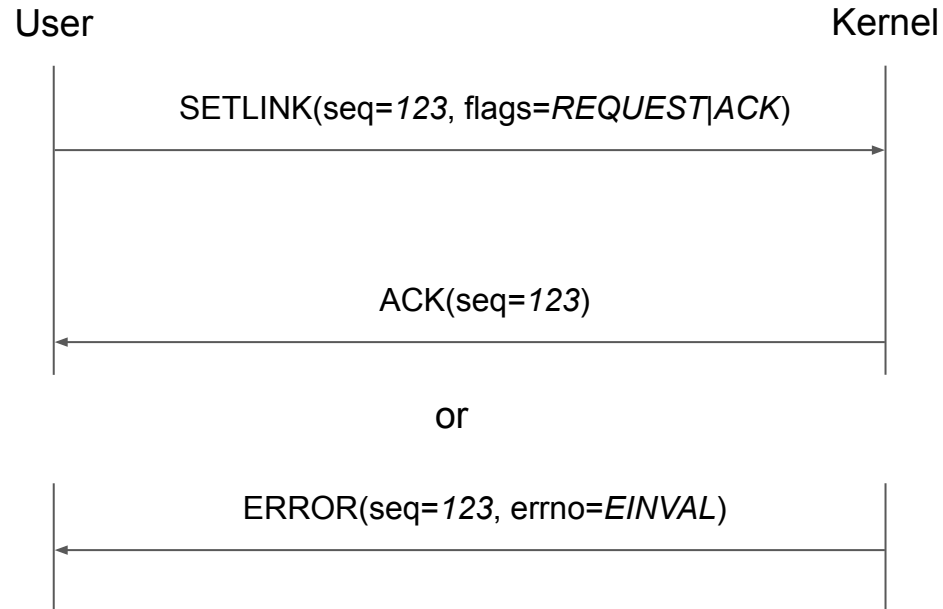 User
Kernel
SETLINK(seq=123, flags=REQUEST|ACK)
ACK(seq=123)
or
ERROR(seq=123, errno=EINVAL)